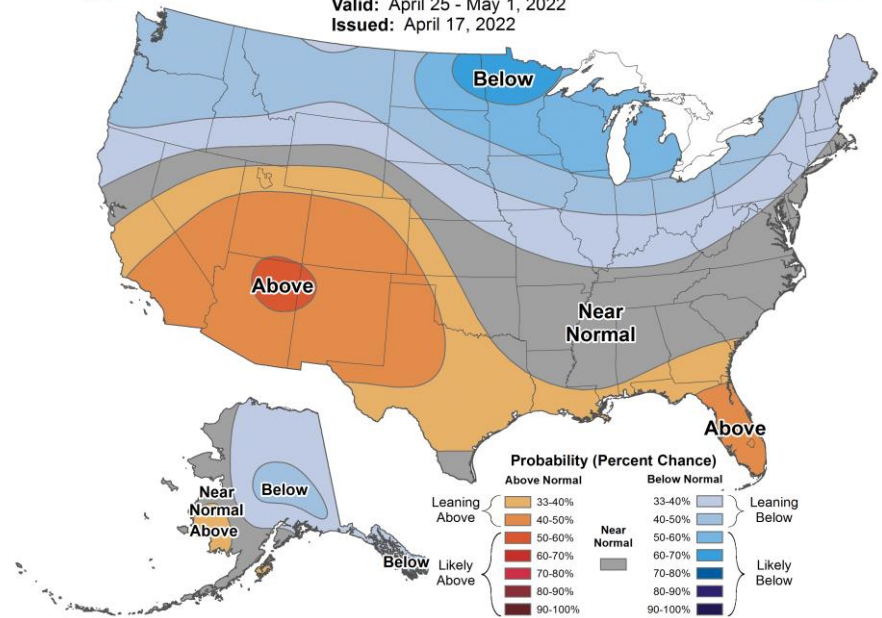 Valid: April 25 - May 1, 2022
Issued: April 17, 2022
Below
Above
Near
Normal
Above
Near
Normal
Above
Below
Below
Probability (Percent Chance)
Above Normal
Below Normal
Leaning
Above
33-40%
40-50%
Likely
Above
50-60%
60-70%
70-80%
80-90%
90-100%
Near
Normal
33-40%
40-50%
Leaning
Below
50-60%
60-70%
70-80%
80-90%
90-100%
Likely
Below